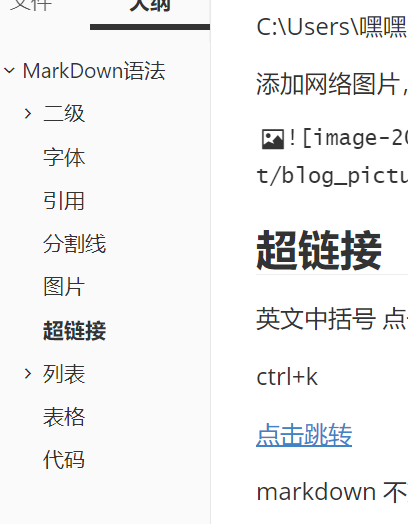 文件
大纲
MarkDown语法
二级
字体
引用
分割线
图片
超链接
列表
表格
代码
C:\Users\嘿嘿
添加网络图片,
![image-20
t/blog_pictu
超链接
英文中括号 点
ctrl+k
点击跳转
markdown 不